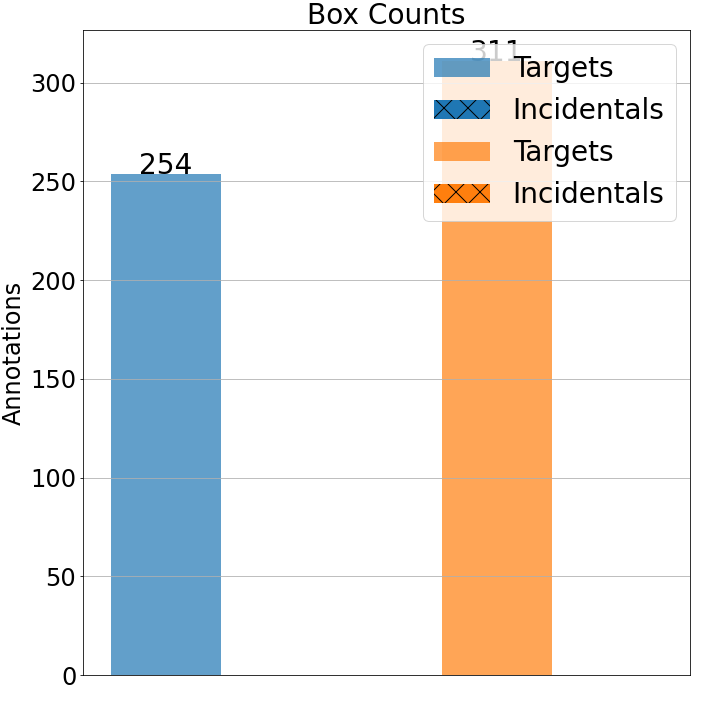 Box Counts
311
Targets
Incidentals
Targets
Incidentals
254
Annotations
300
250
200
150
100
50
0